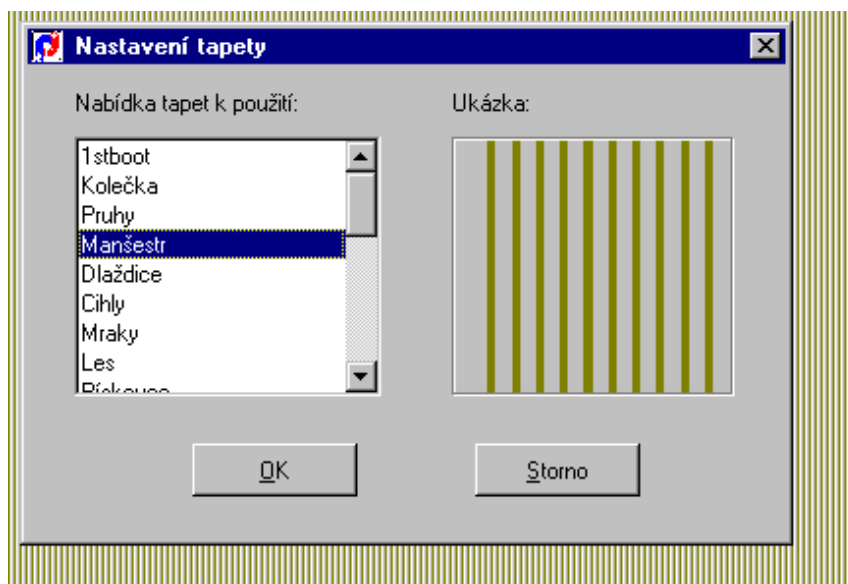 Nastavení tapety
Nabídka tapet k použití:
Ukázka:
1stboot
Kolečka
Pruhy
Manšestr
Dlaždice
Cihly
Mraky
Les
OK
Storno